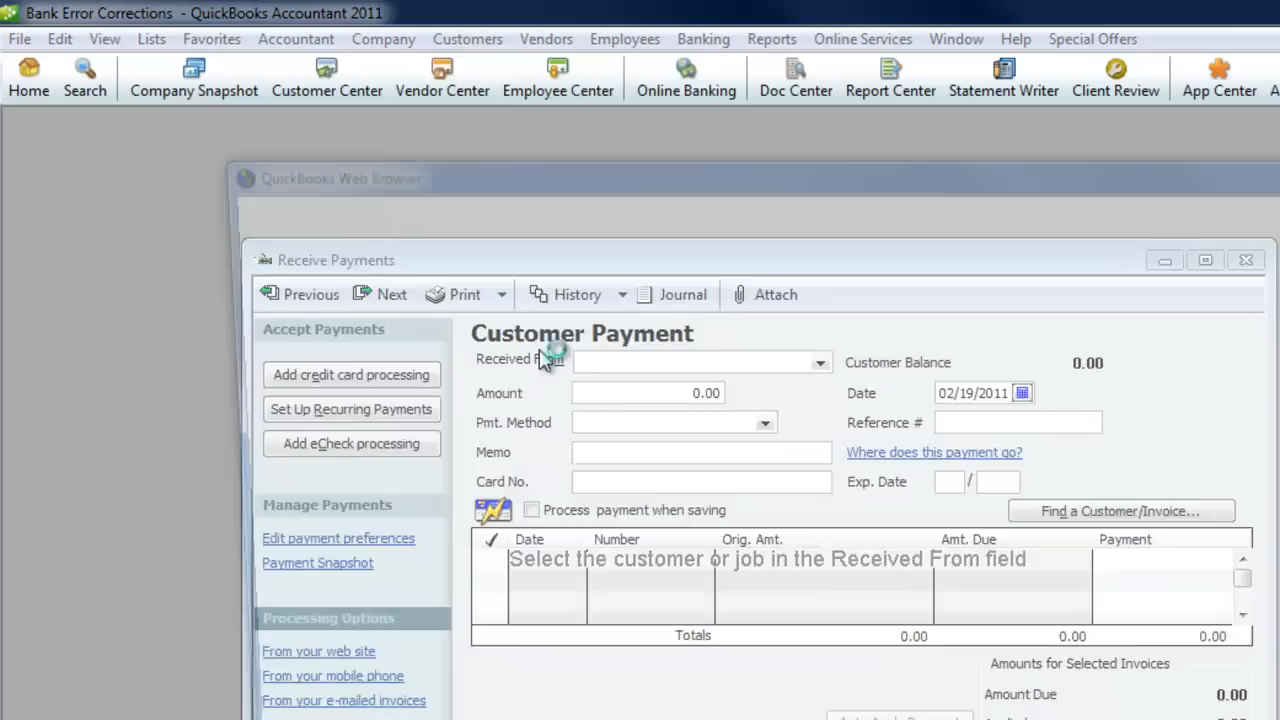 Bank Error Corrections - QuickBooks Accountant 2011
File Edit View Lists Favorites Accountant Company Customers Vendors Employees Banking Reports Online Services Window Help Special Offers
Home Search Company Snapshot Customer Center Vendor Center Employee Center Online Banking Doc Center Report Center Statement Writer Client Review App Center A
QuickBooks Web Browser
Receive Payments
Previous Next Print History Journal Attach
Accept Payments
Customer Payment
Received From Customer Balance 0.00
Add credit card processing
Amount 0.00 Date 02/19/2011
Set Up Recurring Payments
Pmt. Method Reference #
Add eCheck processing
Memo Where does this payment go?
Card No. Exp. Date /
Manage Payments
Process payment when saving Find a Customer/Invoice...
Edit payment preferences
Date Number Orig. Amt. Amt. Due Payment
Payment Snapshot
Select the customer or job in the Received From field
Processing Options
Totals 0.00 0.00 0.00
From your web site
Amounts for Selected Invoices
From your mobile phone
Amount Due 0.00
From your e-mailed invoices